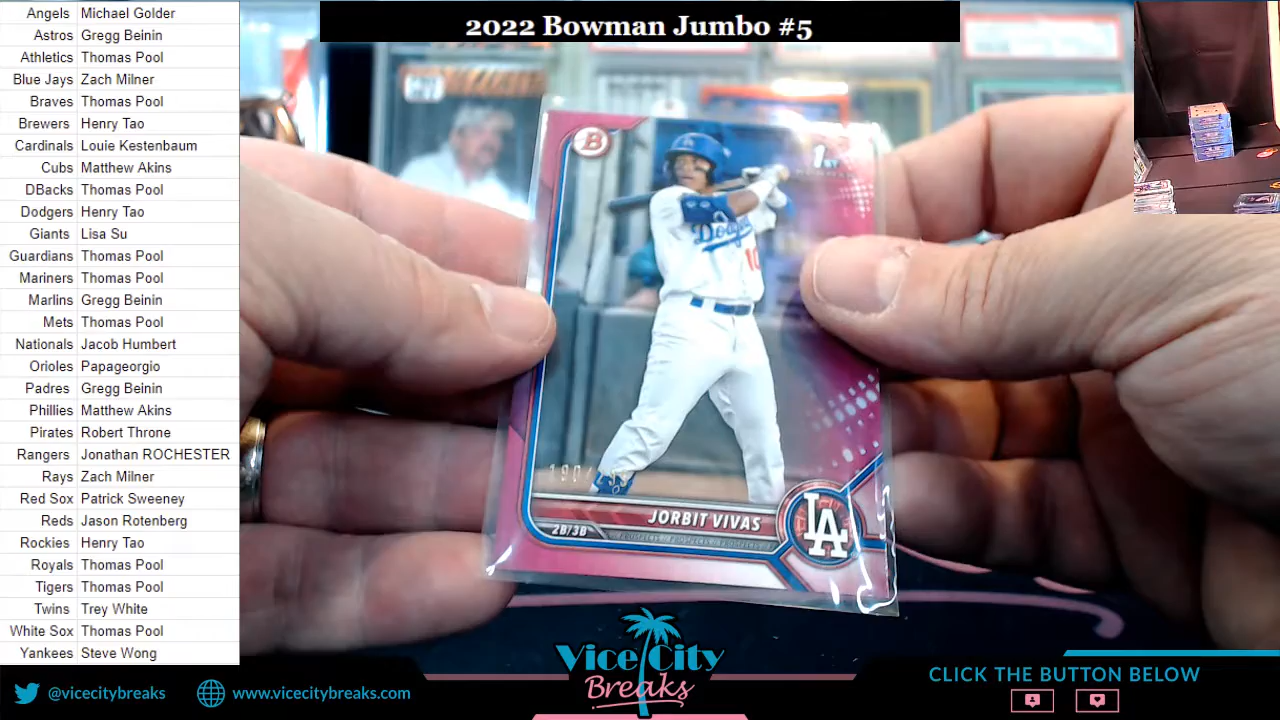 2022 Bowman Jumbo #5
Angels Michael Golder
Astros Gregg Beinin
Athletics Thomas Pool
Blue Jays Zach Milner
Braves Thomas Pool
Brewers Henry Tao
Cardinals Louie Kestenbaum
Cubs Matthew Akins
DBacks Thomas Pool
Dodgers Henry Tao
Giants Lisa Su
Guardians Thomas Pool
Mariners Thomas Pool
Marlins Gregg Beinin
Mets Thomas Pool
Nationals Jacob Humbert
Orioles Papageorgio
Padres Gregg Beinin
Phillies Matthew Akins
Pirates Robert Throne
Rangers Jonathan ROCHESTER
Rays Zach Milner
Red Sox Patrick Sweeney
Reds Jason Rotenberg
Rockies Henry Tao
Royals Thomas Pool
Tigers Thomas Pool
Twins Trey White
White Sox Thomas Pool
Yankees Steve Wong
B
1ST
BOWMAN
Dodgers
10
JORBIT VIVAS
2B/3B
PROSPECTS // PROSPECTS // PROSPECTS
LA
Vice City
Breaks
@vicecitybreaks
www.vicecitybreaks.com
CLICK THE BUTTON BELOW